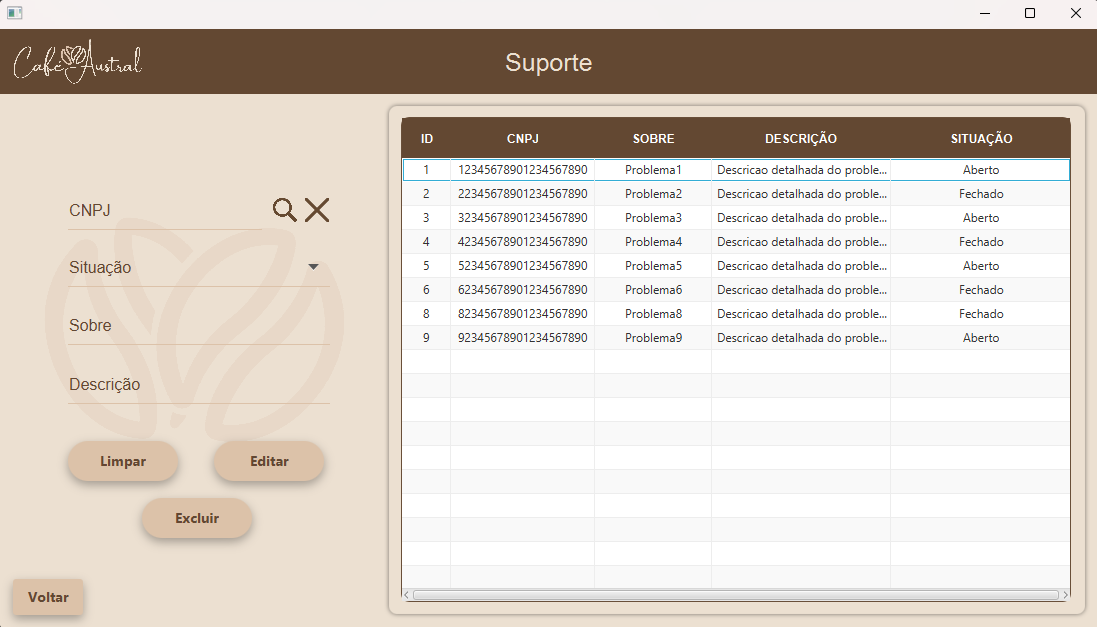 Café Austral
Suporte
CNPJ
Situação
Sobre
Descrição
Limpar
Editar
Excluir
Voltar
ID CNPJ SOBRE DESCRIÇÃO SITUAÇÃO
1 12345678901234567890 Problema1 Descricao detalhada do proble... Aberto
2 22345678901234567890 Problema2 Descricao detalhada do proble... Fechado
3 32345678901234567890 Problema3 Descricao detalhada do proble... Aberto
4 42345678901234567890 Problema4 Descricao detalhada do proble... Fechado
5 52345678901234567890 Problema5 Descricao detalhada do proble... Aberto
6 62345678901234567890 Problema6 Descricao detalhada do proble... Fechado
8 82345678901234567890 Problema8 Descricao detalhada do proble... Fechado
9 92345678901234567890 Problema9 Descricao detalhada do proble... Aberto